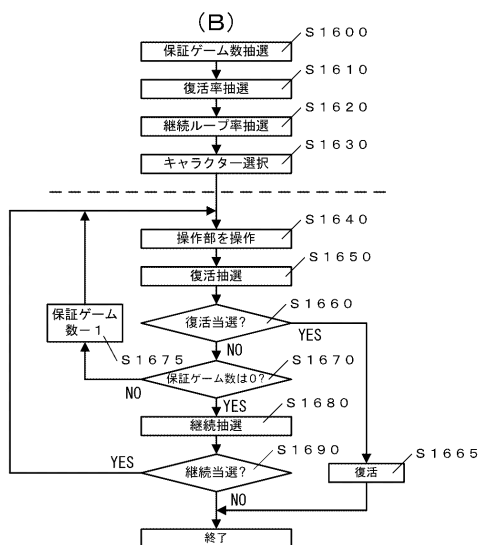 (B)
S1600
保証ゲーム数抽選
S1610
復活率抽選
S1620
継続ループ率抽選
S1630
キャラクター選択
S1640
操作部を操作
S1650
復活抽選
S1660
復活当選?
YES
NO
保証ゲーム
数-1
S1675
S1670
保証ゲーム数は0?
NO
YES
S1680
継続抽選
S1690
継続当選?
YES
NO
S1665
復活
終了